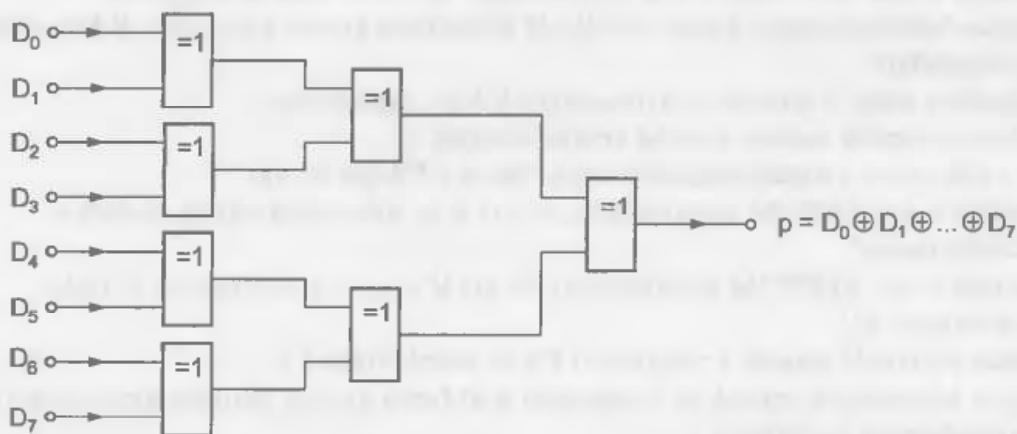 D₀
=1
D₁
=1
D₂
=1
D₃
=1
p = D₀⊕D₁⊕...⊕D₇
D₄
=1
D₅
=1
D₆
=1
D₇